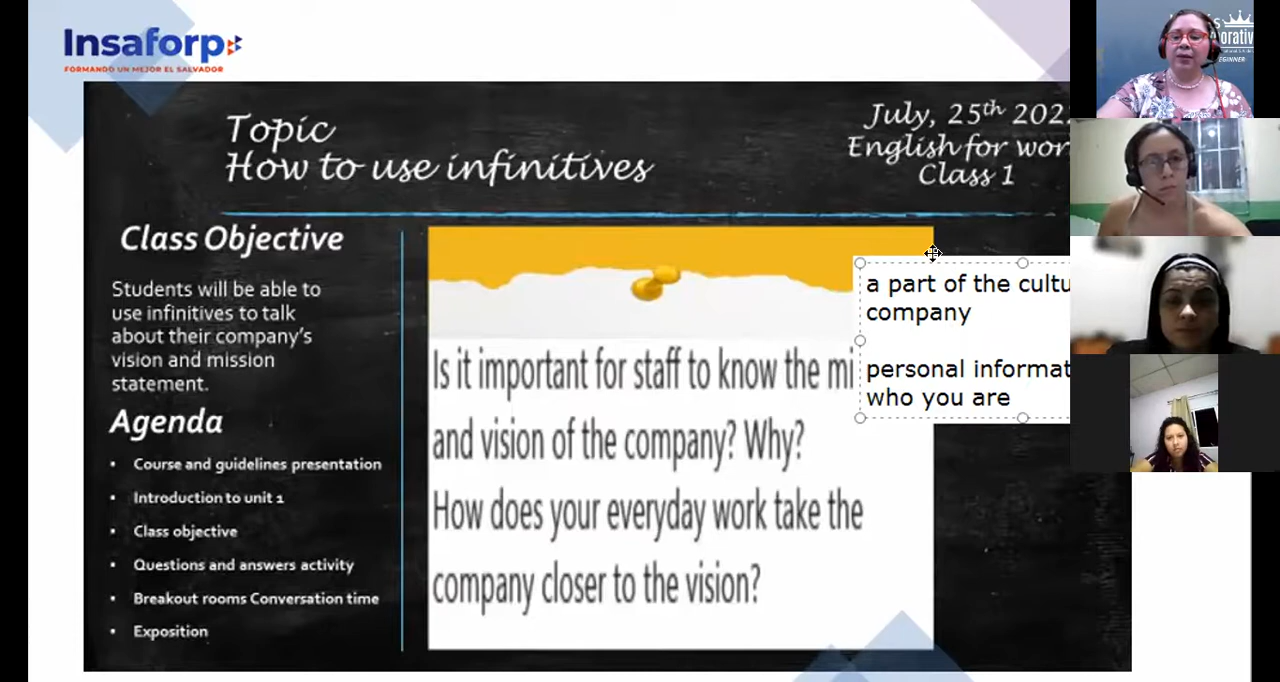 Insaforp
FORMANDO UN MEJOR EL SALVADOR
Topic
How to use infinitives
July, 25th 202
English for wor
Class 1
Class Objective
Students will be able to
use infinitives to talk
about their company's
vision and mission
statement.
Agenda
• Course and guidelines presentation
• Introduction to unit 1
• Class objective
• Questions and answers activity
• Breakout rooms Conversation time
• Exposition
Is it important for staff to know the mi
and vision of the company? Why?
How does your everyday work take the
company closer to the vision?
a part of the cultu
company
personal informat
who you are
orativ
GINNER